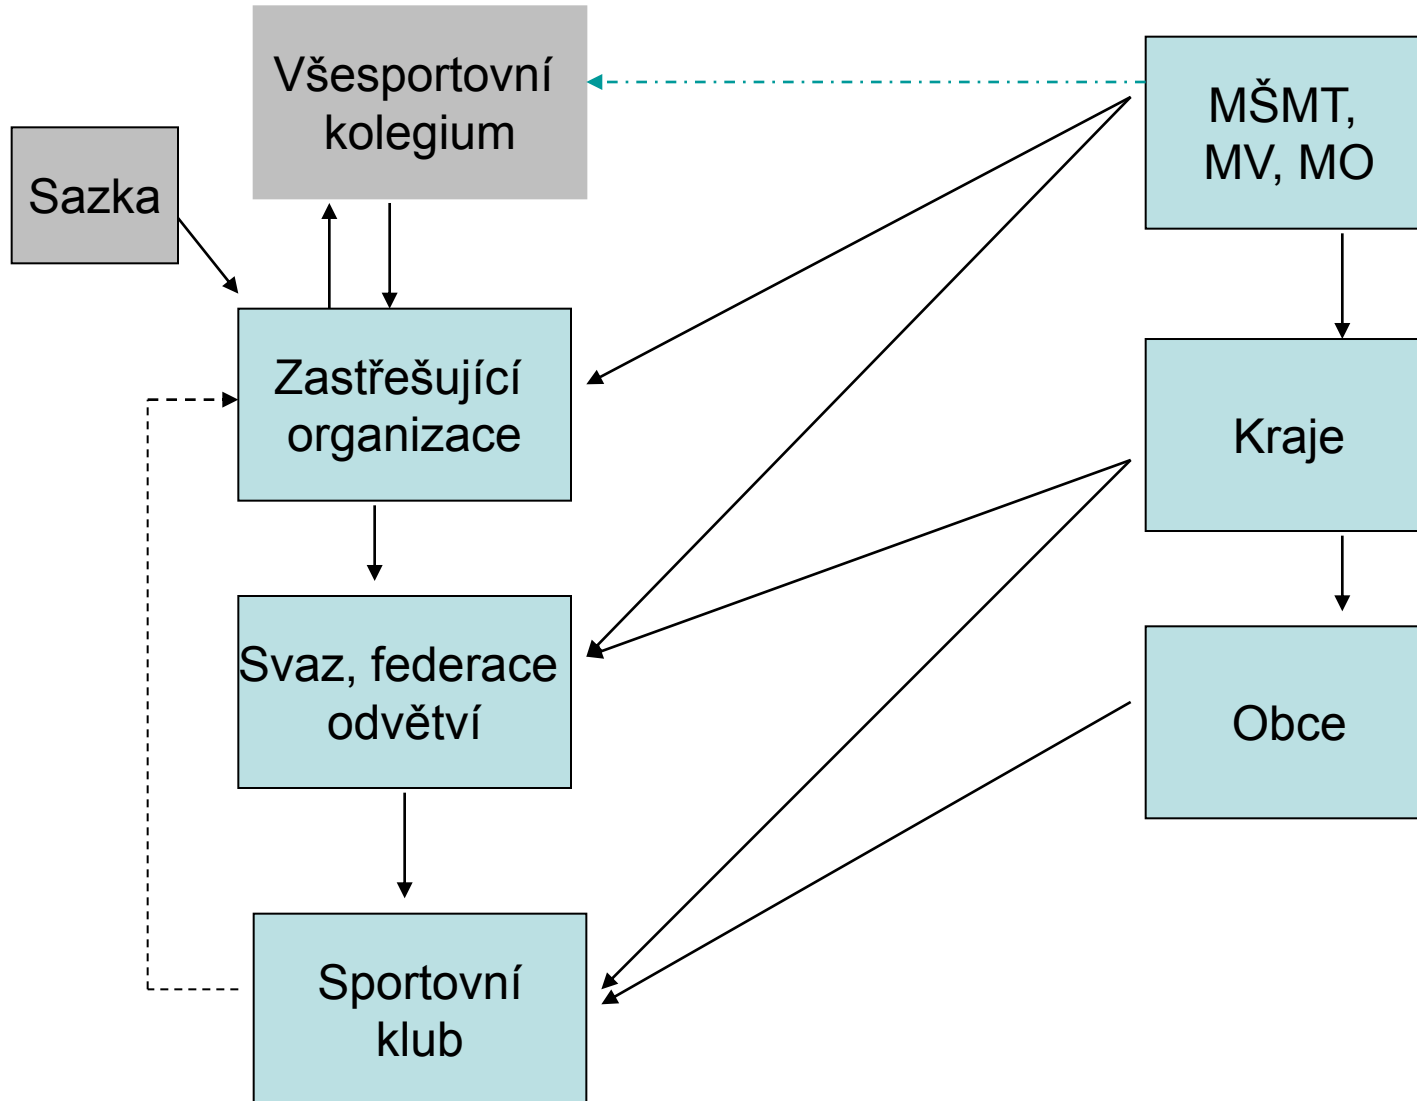 Všesportovní
kolegium
MŠMT,
MV, MO
Sazka
Zastřešující
organizace
Kraje
Svaz, federace
odvětví
Obce
Sportovní
klub